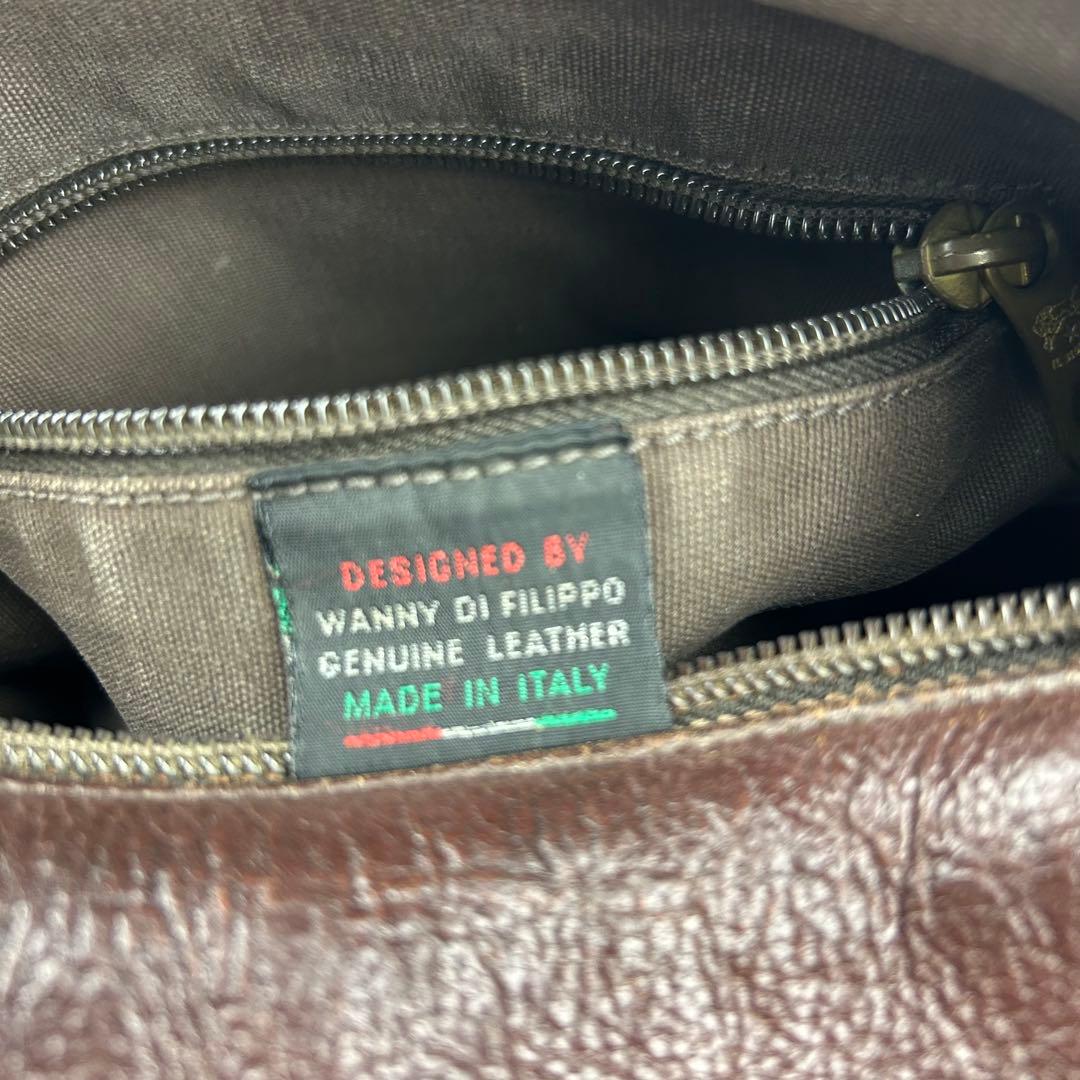 DESIGNED BY
WANNY DI FILIPPO
GENUINE LEATHER
MADE IN ITALY